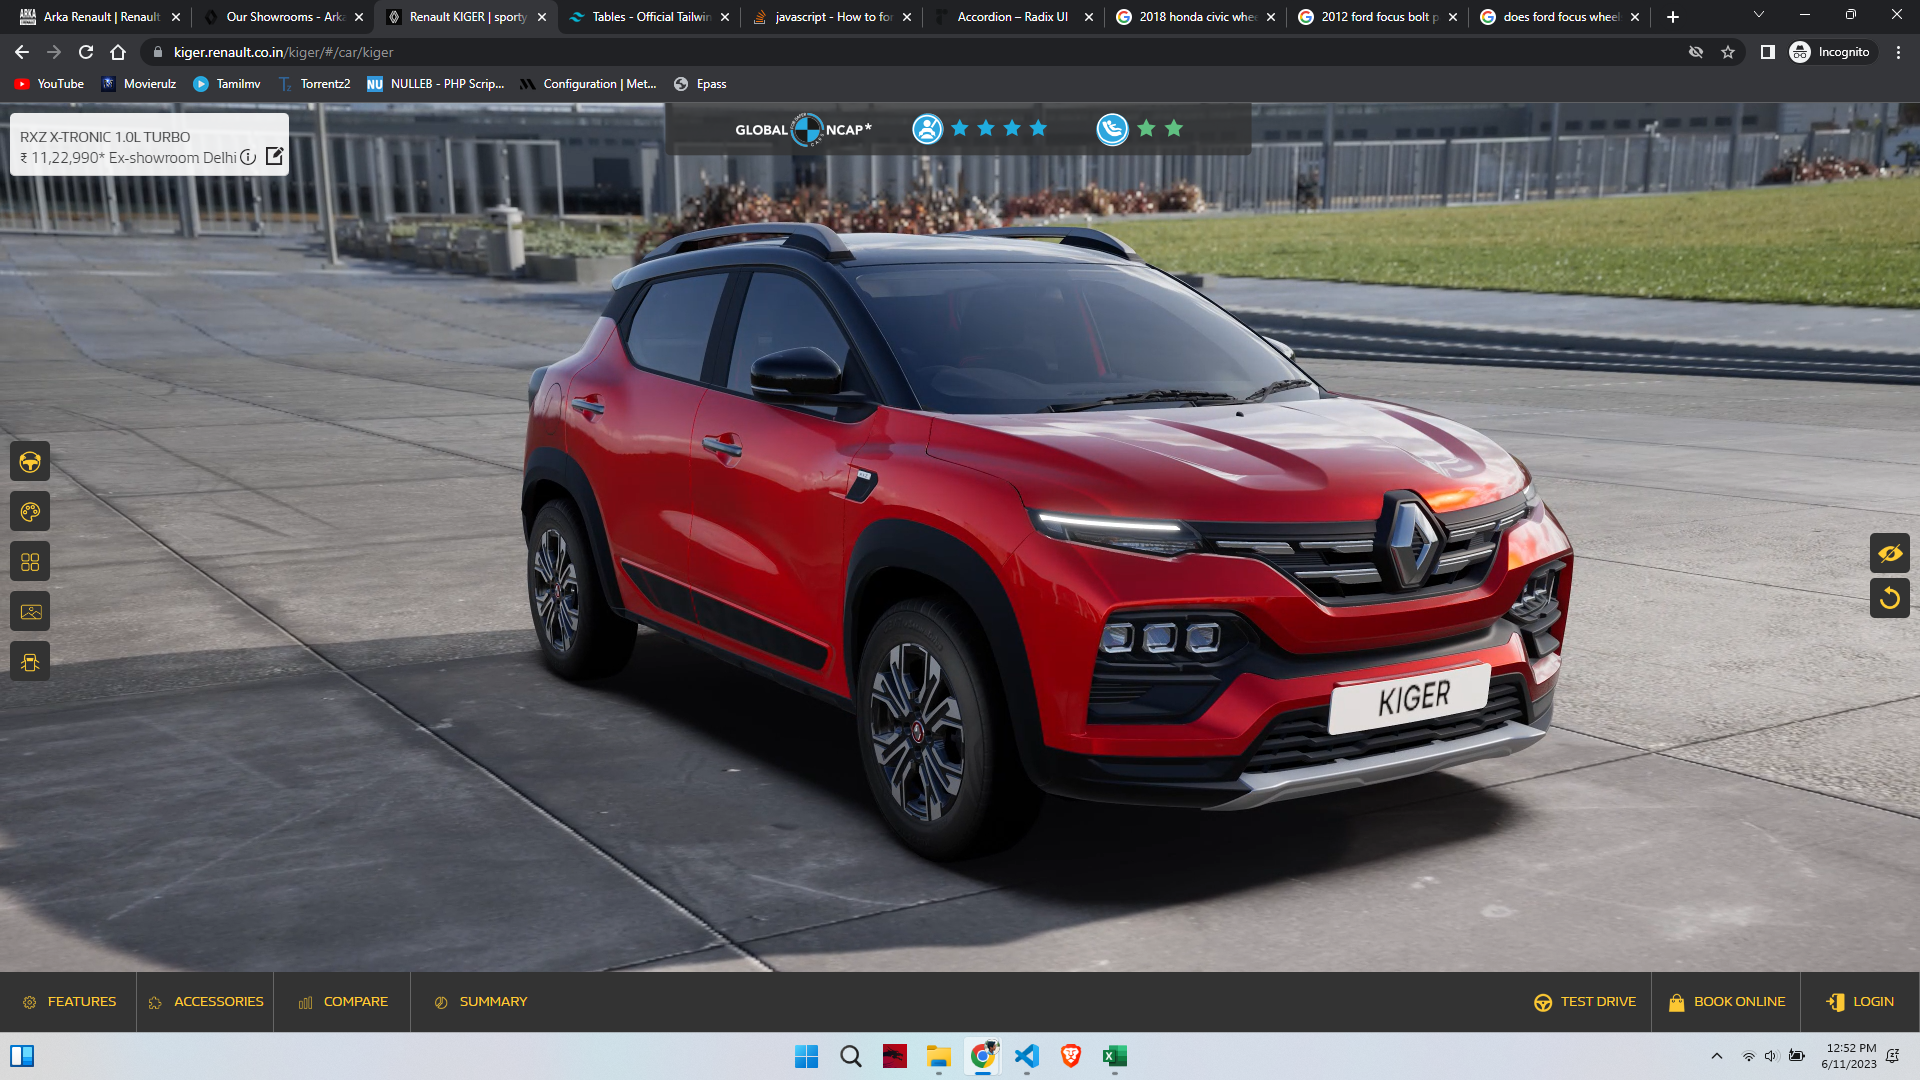 Arka Renault | Renault
Our Showrooms - Arka
Renault KIGER | sporty
Tables - Official Tailwin
javascript - How to for
Accordion – Radix UI
2018 honda civic whee
2012 ford focus bolt p
does ford focus wheel
kiger.renault.co.in/kiger/#/car/kiger
Incognito
YouTube
Movierulz
Tamilmv
Torrentz2
NU
NULLEB - PHP Scrip...
Configuration | Met...
Epass
RXZ X-TRONIC 1.0L TURBO
₹ 11,22,990* Ex-showroom Delhi
GLOBAL NCAP*
KIGER
FEATURES
ACCESSORIES
COMPARE
SUMMARY
TEST DRIVE
BOOK ONLINE
LOGIN
12:52 PM
6/11/2023